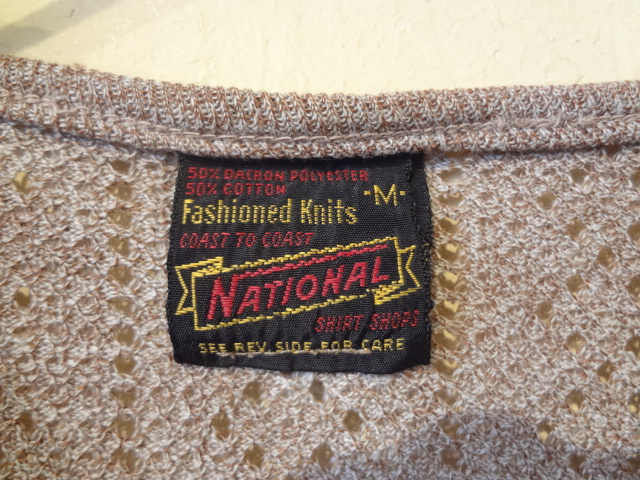 50% DACRON POLYESTER
50% COTTON
-M-
Fashioned Knits
COAST TO COAST
NATIONAL
SHIRT SHOPS
SEE REV. SIDE FOR CARE